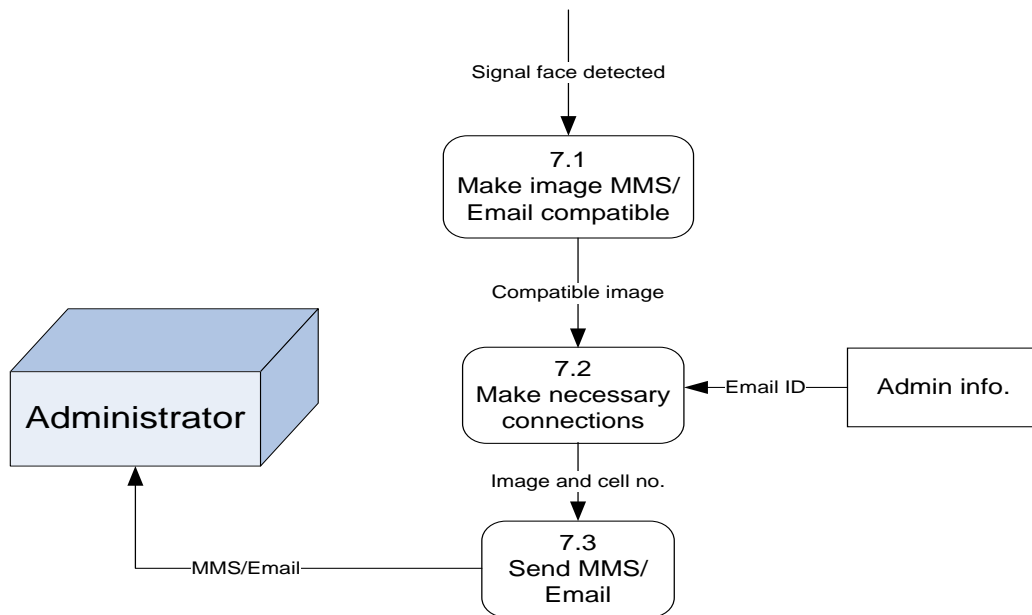 Signal face detected
7.1
Make image MMS/
Email compatible
Compatible image
7.2
Make necessary
connections
Email ID
Admin info.
Administrator
Image and cell no.
7.3
Send MMS/
Email
MMS/Email